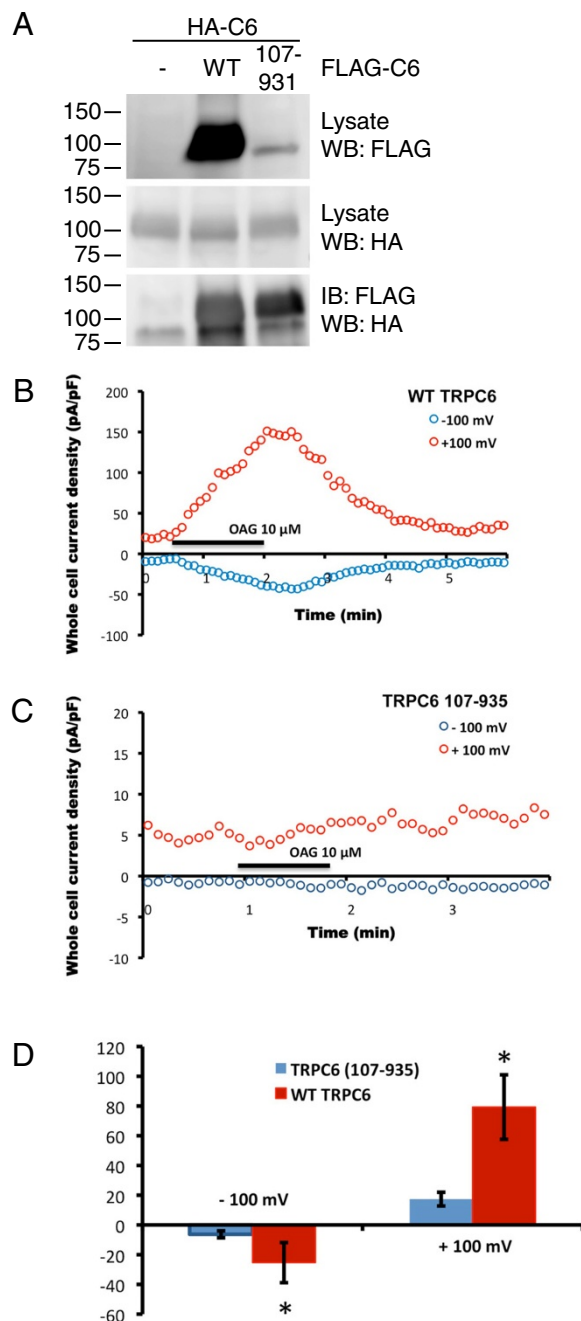 A
HA-C6
- WT 107-931 FLAG-C6
150
100
75
Lysate
WB: FLAG
150
100
75
Lysate
WB: HA
150
100
75
IB: FLAG
WB: HA
B
Whole cell current density (pA/pF)
200
150
100
50
0
-50
-100
WT TRPC6
-100 mV
+100 mV
OAG 10 µM
0 1 2 3 4 5
Time (min)
C
Whole cell current density (pA/pF)
20
15
10
5
0
-5
-10
TRPC6 107-935
- 100 mV
+ 100 mV
OAG 10 µM
0 1 2 3
Time (min)
D
120
100
80
60
40
20
0
-20
-40
-60
TRPC6 (107-935)
WT TRPC6
*
- 100 mV
+ 100 mV
*